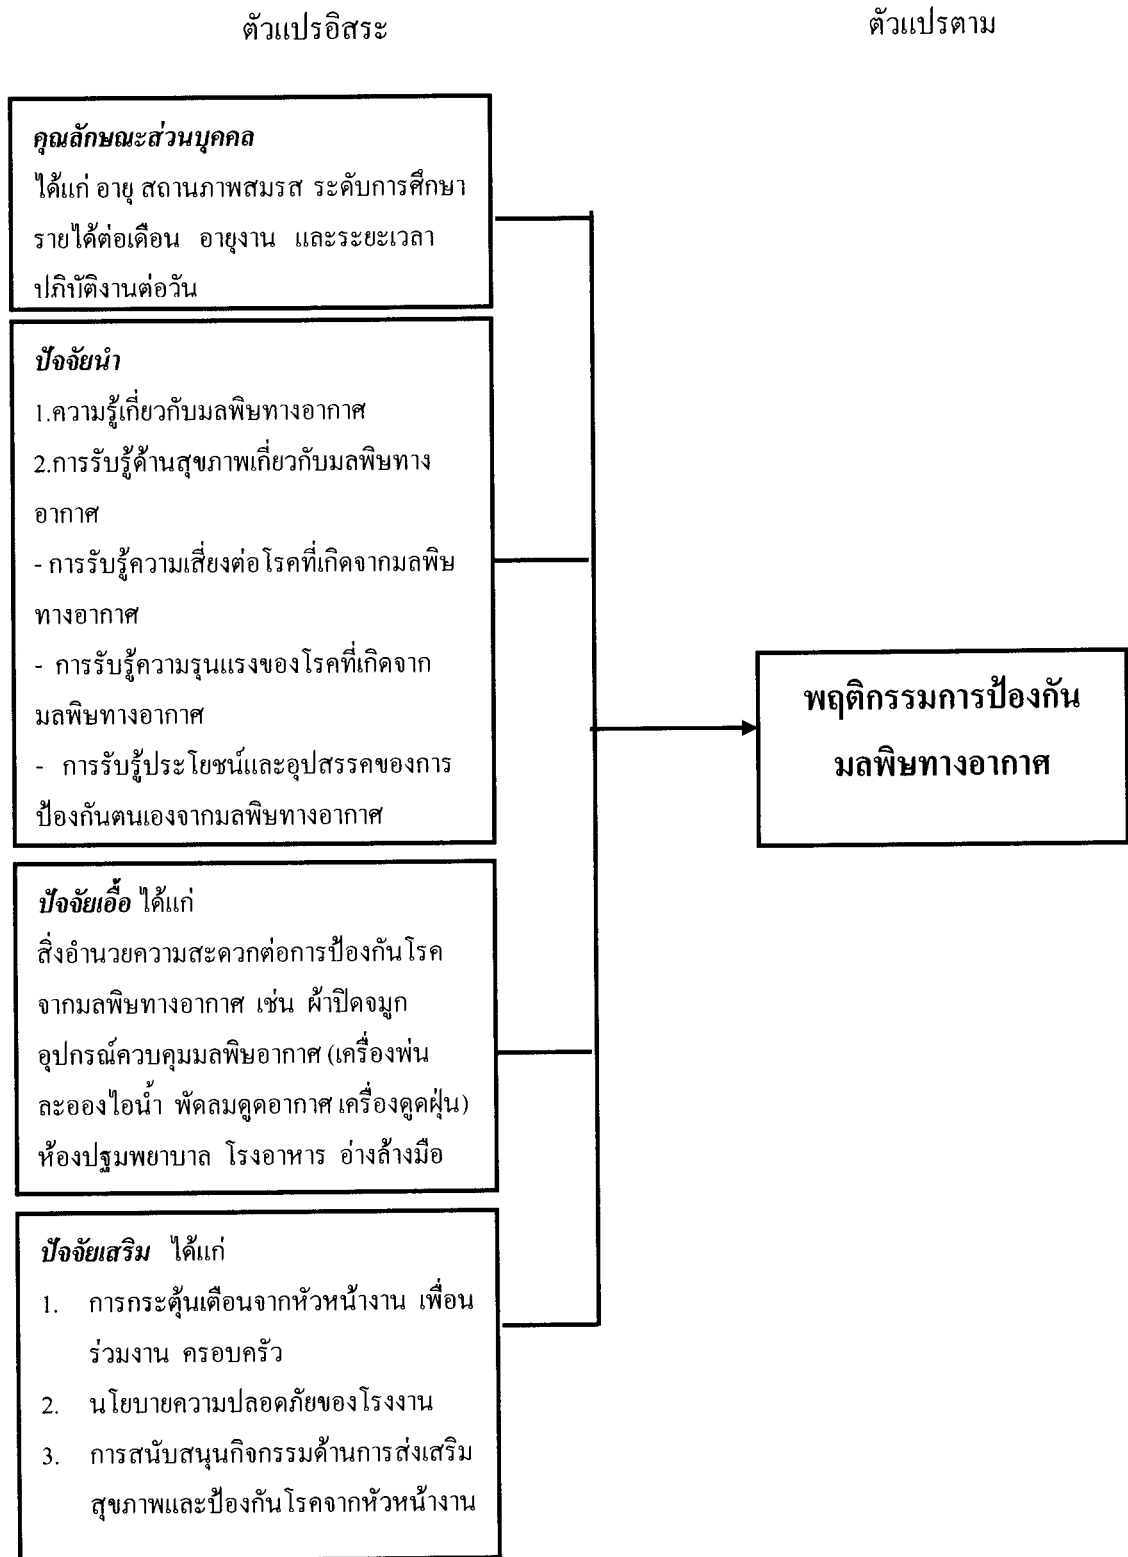 ตัวแปรอิสระ
ตัวแปรตาม
คุณลักษณะส่วนบุคคล
ได้แก่ อายุ สถานภาพสมรส ระดับการศึกษา
รายได้ต่อเดือน อายุงาน และระยะเวลา
ปฏิบัติงานต่อวัน
ปัจจัยนำ
1.ความรู้เกี่ยวกับมลพิษทางอากาศ
2.การรับรู้ด้านสุขภาพเกี่ยวกับมลพิษทาง
อากาศ
- การรับรู้ความเสี่ยงต่อโรคที่เกิดจากมลพิษ
ทางอากาศ
- การรับรู้ความรุนแรงของโรคที่เกิดจาก
มลพิษทางอากาศ
- การรับรู้ประโยชน์และอุปสรรคของการ
ป้องกันตนเองจากมลพิษทางอากาศ
ปัจจัยเอื้อ ได้แก่
สิ่งอำนวยความสะดวกต่อการป้องกันโรค
จากมลพิษทางอากาศ เช่น ผ้าปิดจมูก
อุปกรณ์ควบคุมมลพิษอากาศ (เครื่องพ่น
ละอองไอน้ำ พัดลมดูดอากาศ เครื่องดูดฝุ่น)
ห้องปฐมพยาบาล โรงอาหาร อ่างล้างมือ
ปัจจัยเสริม ได้แก่
1. การกระตุ้นเตือนจากหัวหน้างาน เพื่อน
ร่วมงาน ครอบครัว
2. นโยบายความปลอดภัยของโรงงาน
3. การสนับสนุนกิจกรรมด้านการส่งเสริม
สุขภาพและป้องกันโรคจากหัวหน้างาน
พฤติกรรมการป้องกัน
มลพิษทางอากาศ